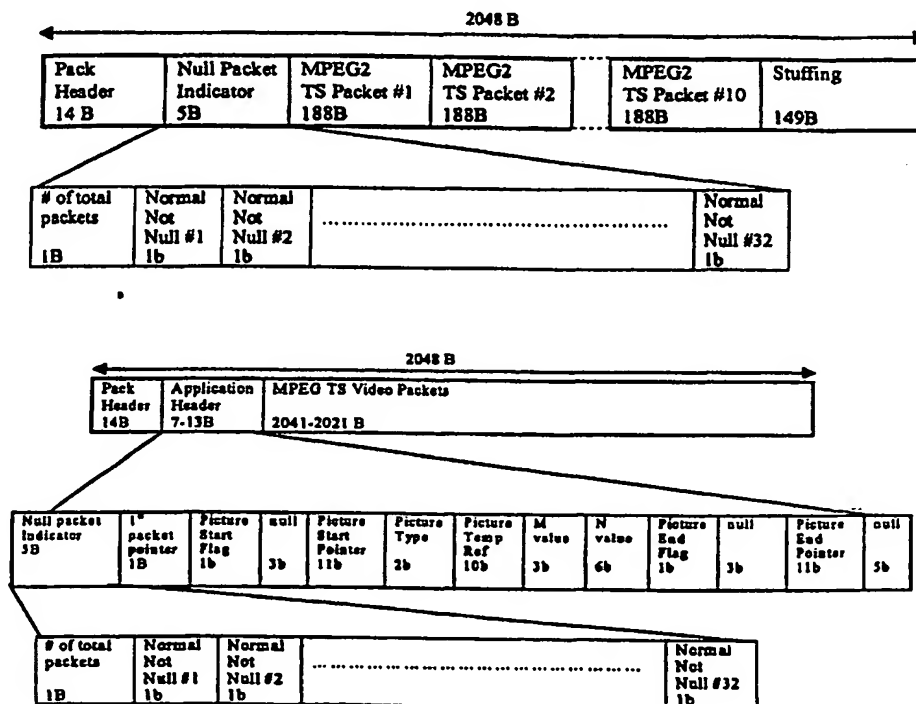 2048 B
Pack Header 14 B
Null Packet Indicator 5B
MPEG2 TS Packet #1 188B
MPEG2 TS Packet #2 188B
MPEG2 TS Packet #10 188B
Stuffing 149B
# of total packets 1B
Normal Not Null #1 1b
Normal Not Null #2 1b
Normal Not Null #32 1b
2048 B
Pack Header 14B
Application Header 7-13B
MPEG TS Video Packets 2041-2021 B
Null packet Indicator 5B
1" packet pointer 1B
Picture Start Flag 1b
null 3b
Picture Start Pointer 11b
Picture Type 2b
Picture Temp Ref 10b
M value 3b
N value 6b
Picture End Flag 1b
null 3b
Picture End Pointer 11b
null 5b
# of total packets 1B
Normal Not Null #1 1b
Normal Not Null #2 1b
Normal Not Null #32 1b